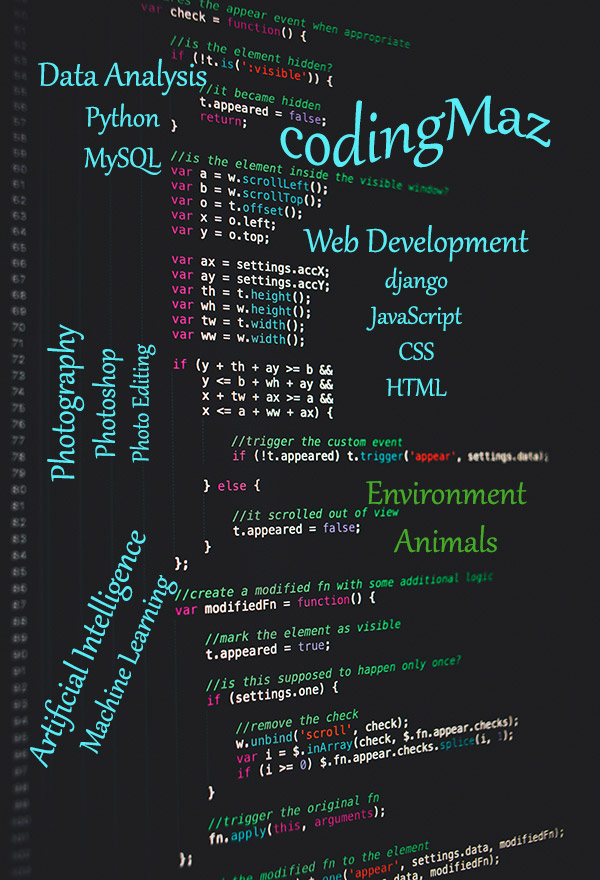 the appear event when appropriate
var check = function() {
//is the element hidden?
if (!t.is(':visible')) {
//it became hidden
t.appeared = false;
return;
}
//is the element inside the visible window?
var a = w.scrollLeft();
var b = w.scrollTop();
var o = t.offset();
var x = o.left;
var y = o.top;
var ax = settings.accX;
var ay = settings.accY;
var th = t.height();
var wh = w.height();
var tw = t.width();
var ww = w.width();
if (y + th + ay >= b &&
y <= b + wh + ay &&
x + tw + ax >= a &&
x <= a + ww + ax) {
//trigger the custom event
if (!t.appeared) t.trigger('appear', settings.data);
} else {
//it scrolled out of view
t.appeared = false;
}
};
//create a modified fn with some additional logic
var modifiedFn = function() {
//mark the element as visible
t.appeared = true;
//is this supposed to happen only once?
if (settings.one) {
//remove the check
w.unbind('scroll', check);
var i = $.inArray(check, $.fn.appear.checks);
if (i >= 0) $.fn.appear.checks.splice(i, 1);
}
//trigger the original fn
fn.apply(this, arguments);
};
the modified fn to the element
one('appear', settings.data, modifiedFn);
data, modifiedFn);
codingMaz
Data Analysis
Python
MySQL
Web Development
django
JavaScript
CSS
HTML
Photography
Photoshop
Photo Editing
Environment
Animals
Artificial Intelligence
Machine Learning